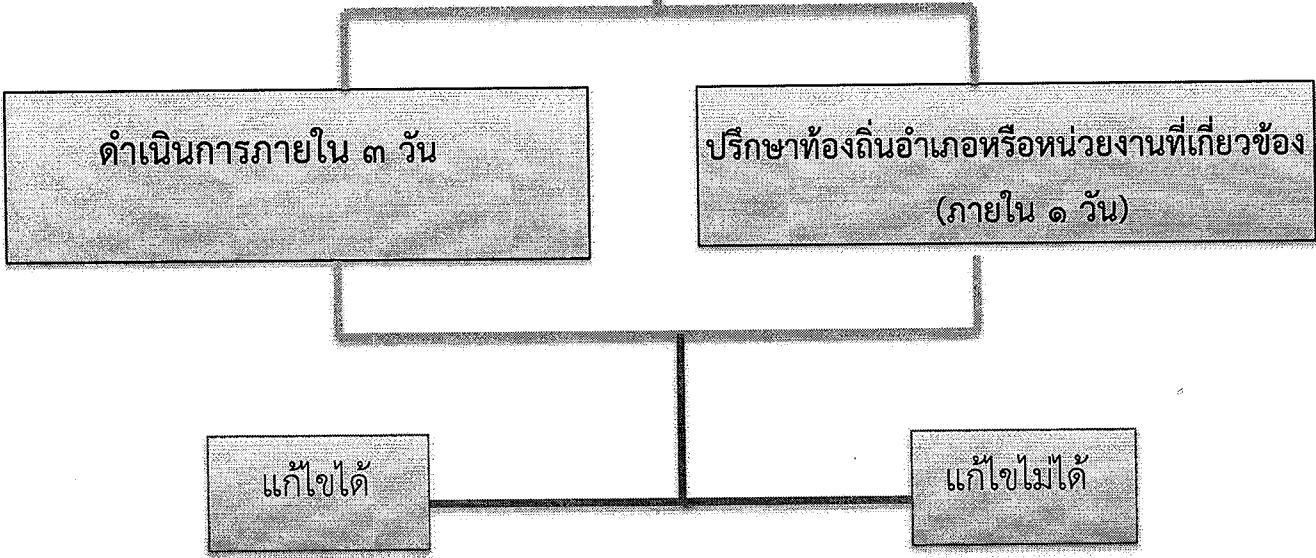 ดำเนินการภายใน ๓ วัน
ปรึกษาท้องถิ่นอำเภอหรือหน่วยงานที่เกี่ยวข้อง
(ภายใน ๑ วัน)
แก้ไขได้
แก้ไขไม่ได้